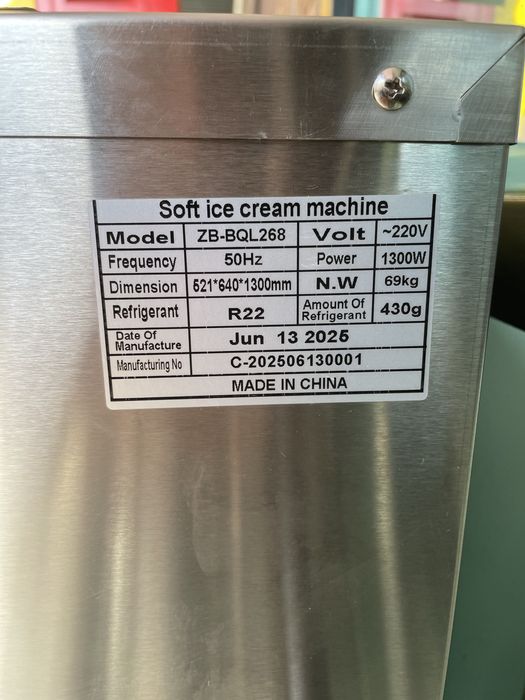 Soft ice cream machine
Model ZB-BQL268 Volt ~220V
Frequency 50Hz Power 1300W
Dimension 521*640*1300mm N.W 69kg
Refrigerant R22 Amount Of Refrigerant 430g
Date Of Manufacture Jun 13 2025
Manufacturing No C-202506130001
MADE IN CHINA